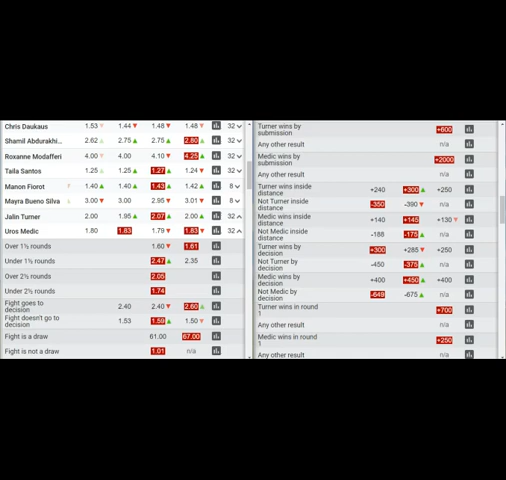 Chris Daukaus 1.53 1.44 1.48 1.48 32
Shamil Abdurakhi... 2.62 2.75 2.75 2.80 32
Roxanne Modafferi 4.00 4.00 4.10 4.25 32
Taila Santos 1.25 1.25 1.27 1.24 32
Manon Fiorot 1.40 1.40 1.43 1.42 8
Mayra Bueno Silva 3.00 3.00 2.95 3.01 8
Jalin Turner 2.00 1.95 2.07 2.00 32
Uros Medic 1.80 1.83 1.79 1.83 32
Over 1½ rounds 1.60 1.61
Under 1½ rounds 2.47 2.35
Over 2½ rounds 2.05
Under 2½ rounds 1.74
Fight goes to
decision 2.40 2.40 2.60
Fight doesn't go to
decision 1.53 1.59 1.50
Fight is a draw 61.00 67.00
Fight is not a draw 1.01 n/a
Turner wins by
submission +600
Any other result n/a
Medic wins by
submission +2000
Any other result n/a
Turner wins inside
distance +240 +300 +250
Not Turner inside
distance -350 -390 n/a
Medic wins inside
distance +140 +145 +130
Not Medic inside
distance -188 -175 n/a
Turner wins by
decision +300 +285 +250
Not Turner by
decision -450 -375 n/a
Medic wins by
decision +400 +450 +400
Not Medic by
decision -649 -675 n/a
Turner wins in round
1 +700
Any other result n/a
Medic wins in round
1 +250
Any other result n/a